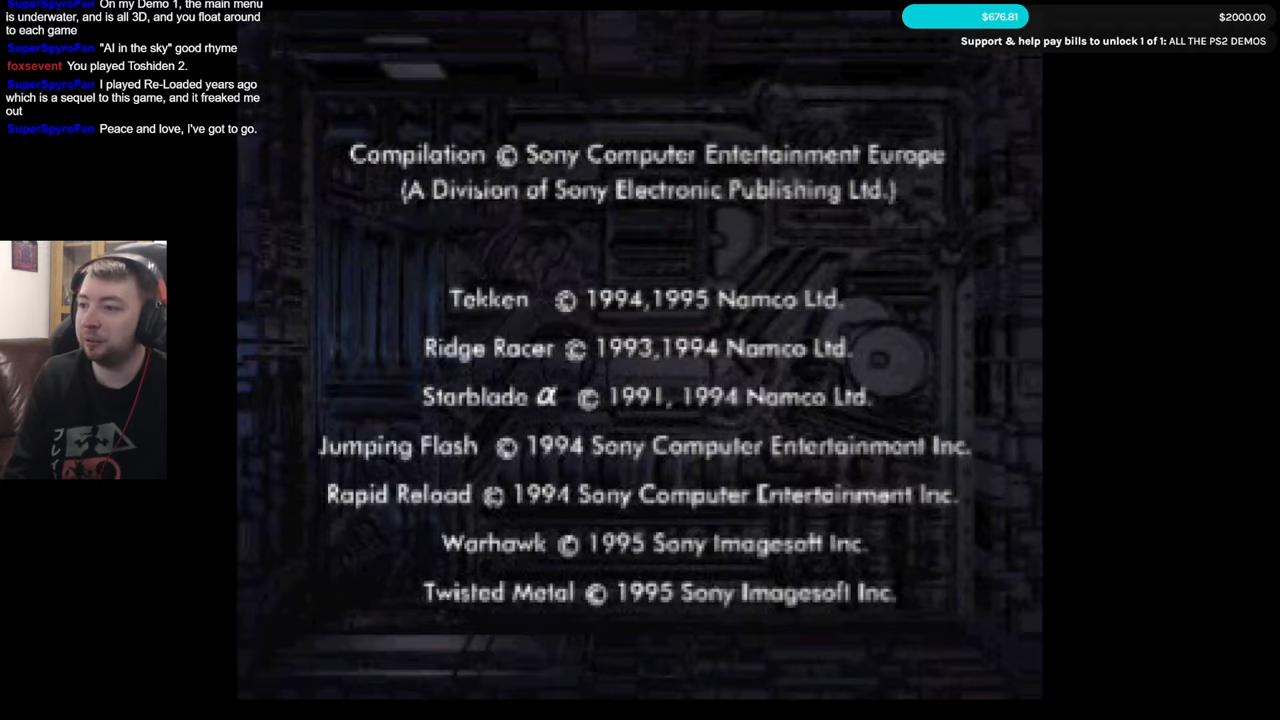 SuperSpyroFan On my Demo 1, the main menu
is underwater, and is all 3D, and you float around
to each game
SuperSpyroFan "AI in the sky" good rhyme
foxsevent You played Toshiden 2.
SuperSpyroFan I played Re-Loaded years ago
which is a sequel to this game, and it freaked me
out
SuperSpyroFan Peace and love, I've got to go.
$676.81
$2000.00
Support & help pay bills to unlock 1 of 1: ALL THE PS2 DEMOS
Compilation © Sony Computer Entertainment Europe
(A Division of Sony Electronic Publishing Ltd.)
Tekken © 1994,1995 Namco Ltd.
Ridge Racer © 1993,1994 Namco Ltd.
Starblade α © 1991, 1994 Namco Ltd.
Jumping Flash © 1994 Sony Computer Entertainment Inc.
Rapid Reload © 1994 Sony Computer Entertainment Inc.
Warhawk © 1995 Sony Imagesoft Inc.
Twisted Metal © 1995 Sony Imagesoft Inc.